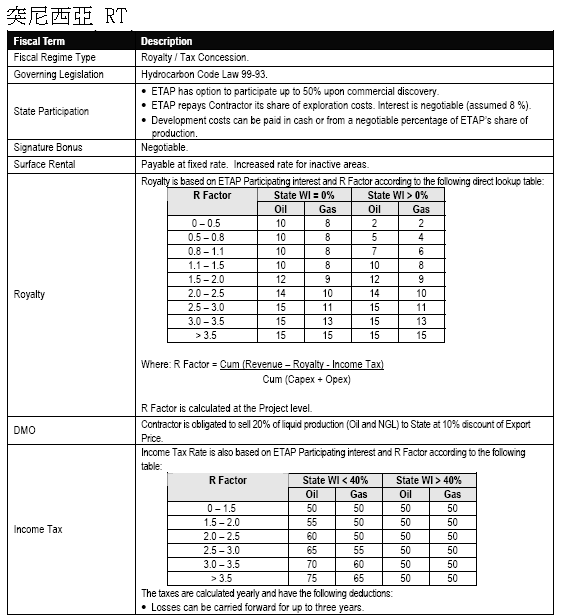 突尼西亞 RT
Fiscal Term Description
Fiscal Regime Type Royalty / Tax Concession.
Governing Legislation Hydrocarbon Code Law 99-93.
State Participation
• ETAP has option to participate up to 50% upon commercial discovery.
• ETAP repays Contractor its share of exploration costs. Interest is negotiable (assumed 8 %).
• Development costs can be paid in cash or from a negotiable percentage of ETAP's share of
production.
Signature Bonus Negotiable.
Surface Rental Payable at fixed rate. Increased rate for inactive areas.
Royalty
Royalty is based on ETAP Participating interest and R Factor according to the following direct lookup table:
R Factor State WI = 0% State WI > 0%
Oil Gas Oil Gas
0 – 0.5 10 8 2 2
0.5 – 0.8 10 8 5 4
0.8 – 1.1 10 8 7 6
1.1 – 1.5 10 8 10 8
1.5 – 2.0 12 9 12 9
2.0 – 2.5 14 10 14 10
2.5 – 3.0 15 11 15 11
3.0 – 3.5 15 13 15 13
> 3.5 15 15 15 15
Where: R Factor = Cum (Revenue – Royalty - Income Tax)
Cum (Capex + Opex)
R Factor is calculated at the Project level.
DMO
Contractor is obligated to sell 20% of liquid production (Oil and NGL) to State at 10% discount of Export
Price.
Income Tax
Income Tax Rate is also based on ETAP Participating interest and R Factor according to the following
table:
R Factor State WI < 40% State WI > 40%
Oil Gas Oil Gas
0 – 1.5 50 50 50 50
1.5 – 2.0 55 50 50 50
2.0 – 2.5 60 50 50 50
2.5 – 3.0 65 55 50 50
3.0 – 3.5 70 60 50 50
> 3.5 75 65 50 50
The taxes are calculated yearly and have the following deductions:
• Losses can be carried forward for up to three years.